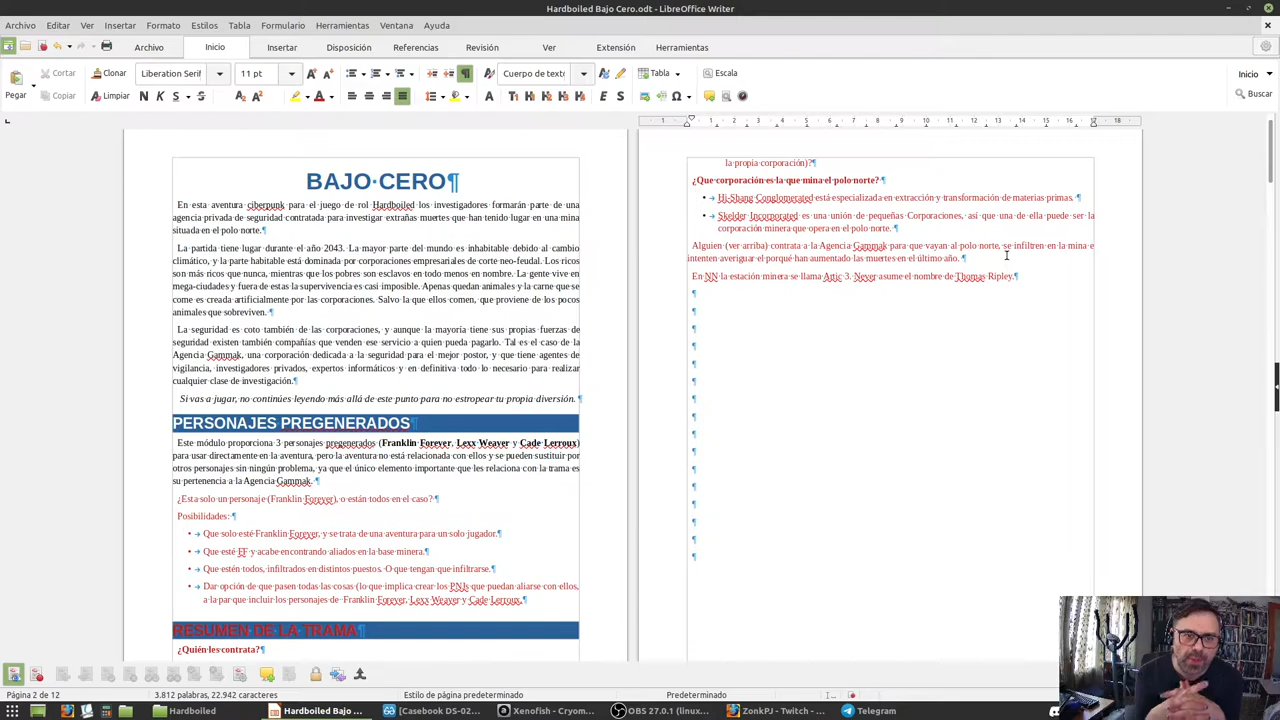 Hardboiled Bajo Cero.odt - LibreOffice Writer
Archivo Editar Ver Insertar Formato Estilos Tabla Formulario Herramientas Ventana Ayuda
Archivo Inicio Insertar Disposición Referencias Revisión Ver Extensión Herramientas
Pegar Cortar Clonar Liberation Serif 11 pt Cuerpo de texto Tabla Escala Inicio
Copiar Limpiar Buscar
BAJO CERO¶
En esta aventura ciberpunk para el juego de rol Hardboiled los investigadores formarán parte de una
agencia privada de seguridad contratada para investigar extrañas muertes que han tenido lugar en una mina
situada en el polo norte.¶
La partida tiene lugar durante el año 2043. La mayor parte del mundo es inhabitable debido al cambio
climático, y la parte habitable está dominada por corporaciones empresariales de corte neo-feudal. Los ricos
son más ricos que nunca, mientras que los pobres son esclavos en todo menos en nombre. La gente vive en
mega-ciudades y fuera de estas la supervivencia es casi imposible. Apenas quedan animales y la carne que se
come es creada artificialmente por las corporaciones. Salvo la que ellos comen, que proviene de los pocos
animales que sobreviven. ¶
La seguridad es coto también de las corporaciones, y aunque la mayoría tiene sus propias fuerzas de
seguridad existen también compañías que venden ese servicio a quien pueda pagarlo. Tal es el caso de la
Agencia Gammak, una corporación dedicada a la seguridad para el mejor postor, y que tiene agentes de
vigilancia, investigadores privados, expertos informáticos y en definitiva todo lo necesario para realizar
cualquier clase de investigación.¶
Si vas a jugar, no continúes leyendo más allá de este punto para no estropear tu propia diversión. ¶
PERSONAJES PREGENERADOS¶
Este módulo proporciona 3 personajes pregenerados (Franklin Forever, Lexx Weaver y Cade Lerroux)
para usar directamente en la aventura, pero la aventura no está relacionada con ellos y se pueden sustituir por
otros personajes sin ningún problema, ya que el único elemento importante que les relaciona con la trama es
su pertenencia a la Agencia Gammak. ¶
¿Esta solo un personaje (Franklin Forever), o están todos en el caso? ¶
Posibilidades: ¶
• Que solo esté Franklin Forever, y se trata de una aventura para un solo jugador.¶
• Que esté FF y acabe encontrando aliados en la base minera.¶
• Que estén todos, infiltrados en distintos puestos. O que tengan que infiltrarse.¶
• Dar opción de que pasen todas las cosas (lo que implica crear los PNJs que puedan aliarse con ellos,
a la par que incluir los personajes de Franklin Forever, Lexx Weaver y Cade Lerroux.¶
RESUMEN DE LA TRAMA¶
¿Quién les contrata?¶
la propia corporación)?¶
¿Que corporación es la que mina el polo norte? ¶
• Hi-Shang Conglomerated está especializada en extracción y transformación de materias primas. ¶
• Skelder Incorporated es una unión de pequeñas Corporaciones, así que una de ella puede ser la
corporación minera que opera en el polo norte. ¶
Alguien (ver arriba) contrata a la Agencia Gammak para que vayan al polo norte, se infiltren en la mina e
intenten averiguar el porqué han aumentado las muertes en el último año. ¶
En NN la estación minera se llama Artic 3. Never asume el nombre de Thomas Ripley.¶
Página 2 de 12 3.812 palabras, 22.942 caracteres Estilo de página predeterminado Predeterminado
Hardboiled Hardboiled Bajo ... [Casebook DS-02... Xenofish - Cryom... OBS 27.0.1 (linux... ZonkPJ - Twitch - ... Telegram